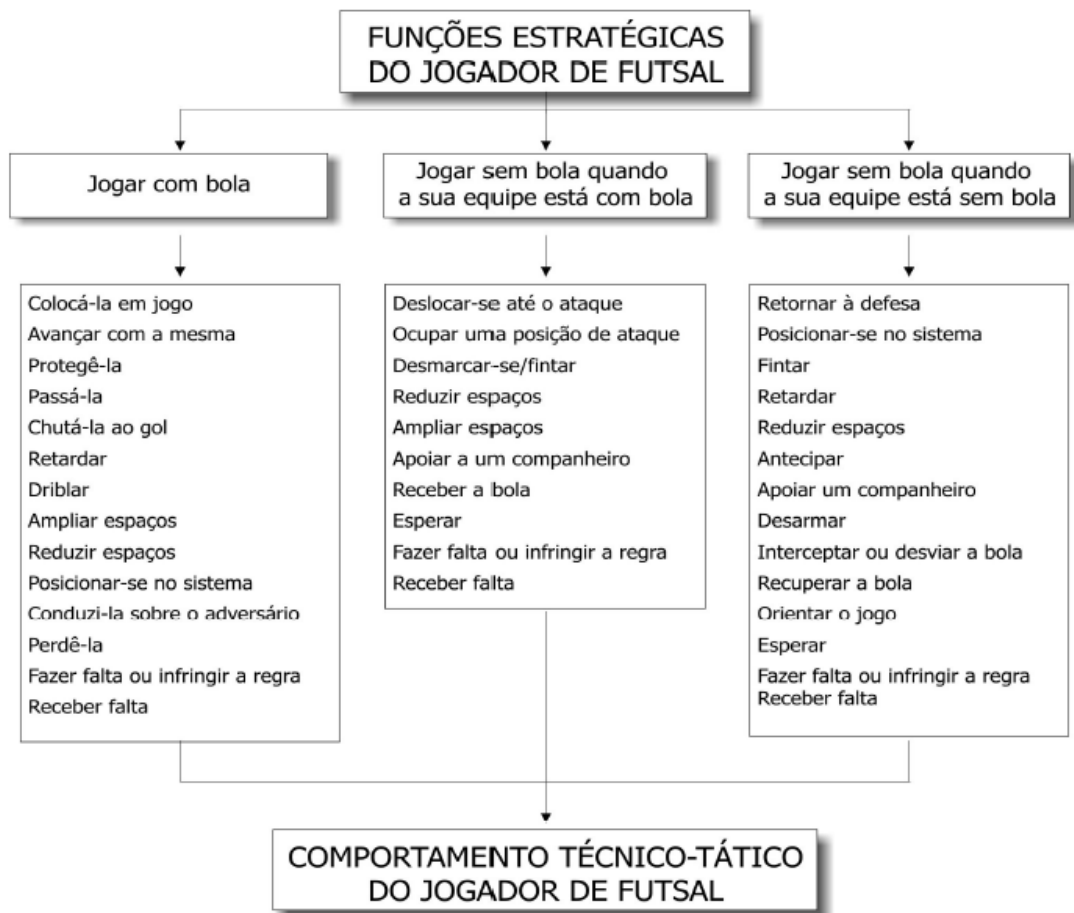 FUNÇÕES ESTRATÉGICAS
DO JOGADOR DE FUTSAL
Jogar com bola
Jogar sem bola quando
a sua equipe está com bola
Jogar sem bola quando
a sua equipe está sem bola
Colocá-la em jogo
Avançar com a mesma
Protegê-la
Passá-la
Chutá-la ao gol
Retardar
Driblar
Ampliar espaços
Reduzir espaços
Posicionar-se no sistema
Conduzi-la sobre o adversário
Perdê-la
Fazer falta ou infringir a regra
Receber falta
Deslocar-se até o ataque
Ocupar uma posição de ataque
Desmarcar-se/fintar
Reduzir espaços
Ampliar espaços
Apoiar a um companheiro
Receber a bola
Esperar
Fazer falta ou infringir a regra
Receber falta
Retornar à defesa
Posicionar-se no sistema
Fintar
Retardar
Reduzir espaços
Antecipar
Apoiar um companheiro
Desarmar
Interceptar ou desviar a bola
Recuperar a bola
Orientar o jogo
Esperar
Fazer falta ou infringir a regra
Receber falta
COMPORTAMENTO TÉCNICO-TÁTICO
DO JOGADOR DE FUTSAL